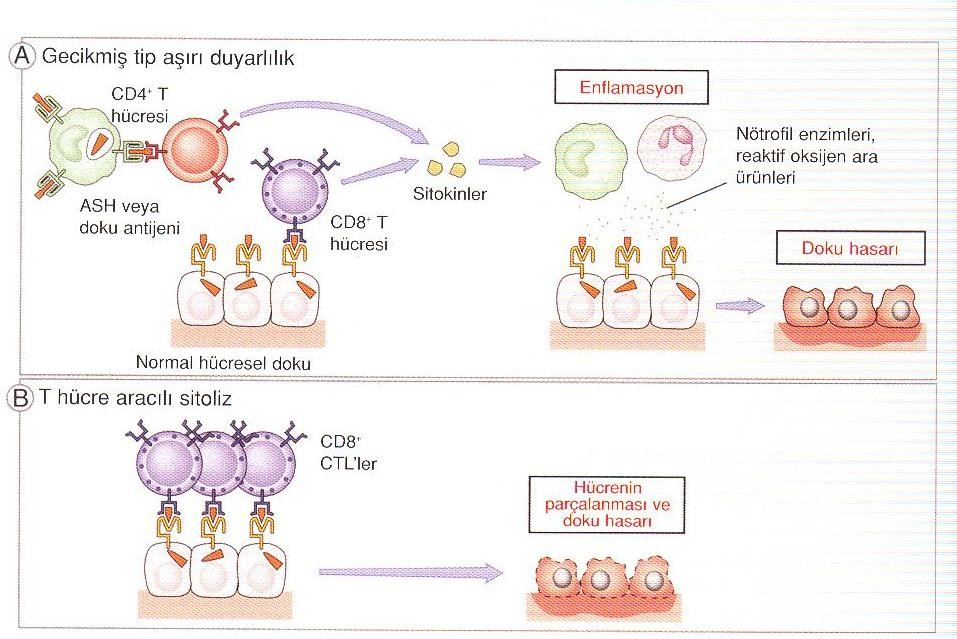 A Gecikmiş tip aşırı duyarlılık
CD4+ T
hücresi
ASH veya
doku antijeni
CD8+ T
hücresi
Sitokinler
Normal hücresel doku
Enflamasyon
Nötrofil enzimleri,
reaktif oksijen ara
ürünleri
Doku hasarı
B T hücre aracılı sitoliz
CD8+
CTL'ler
Hücrenin
parçalanması ve
doku hasarı